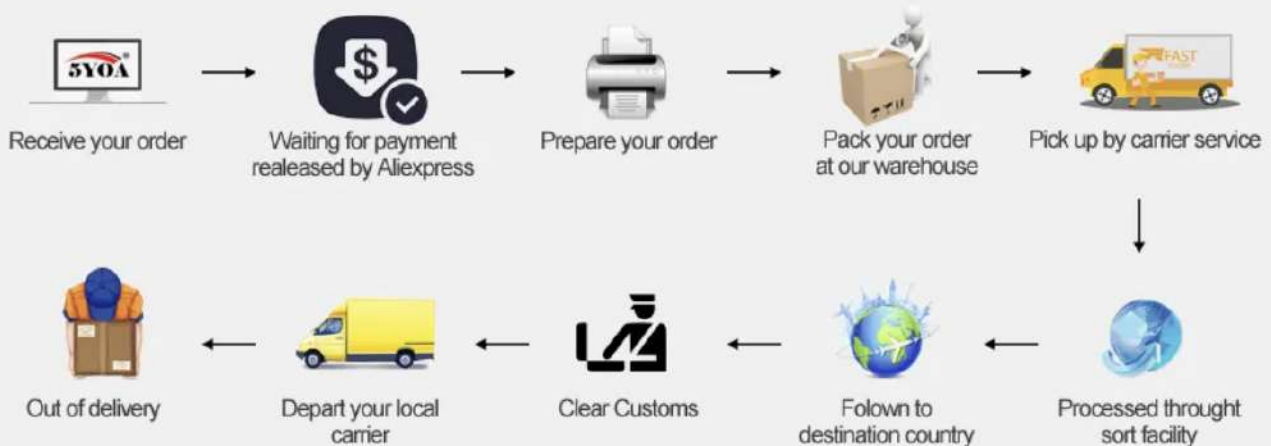 5YOA®
Receive your order
Waiting for payment
realeased by Aliexpress
Prepare your order
Pack your order
at our warehouse
FAST
Pick up by carrier service
Out of delivery
Depart your local
carrier
Clear Customs
Folown to
destination country
Processed throught
sort facility